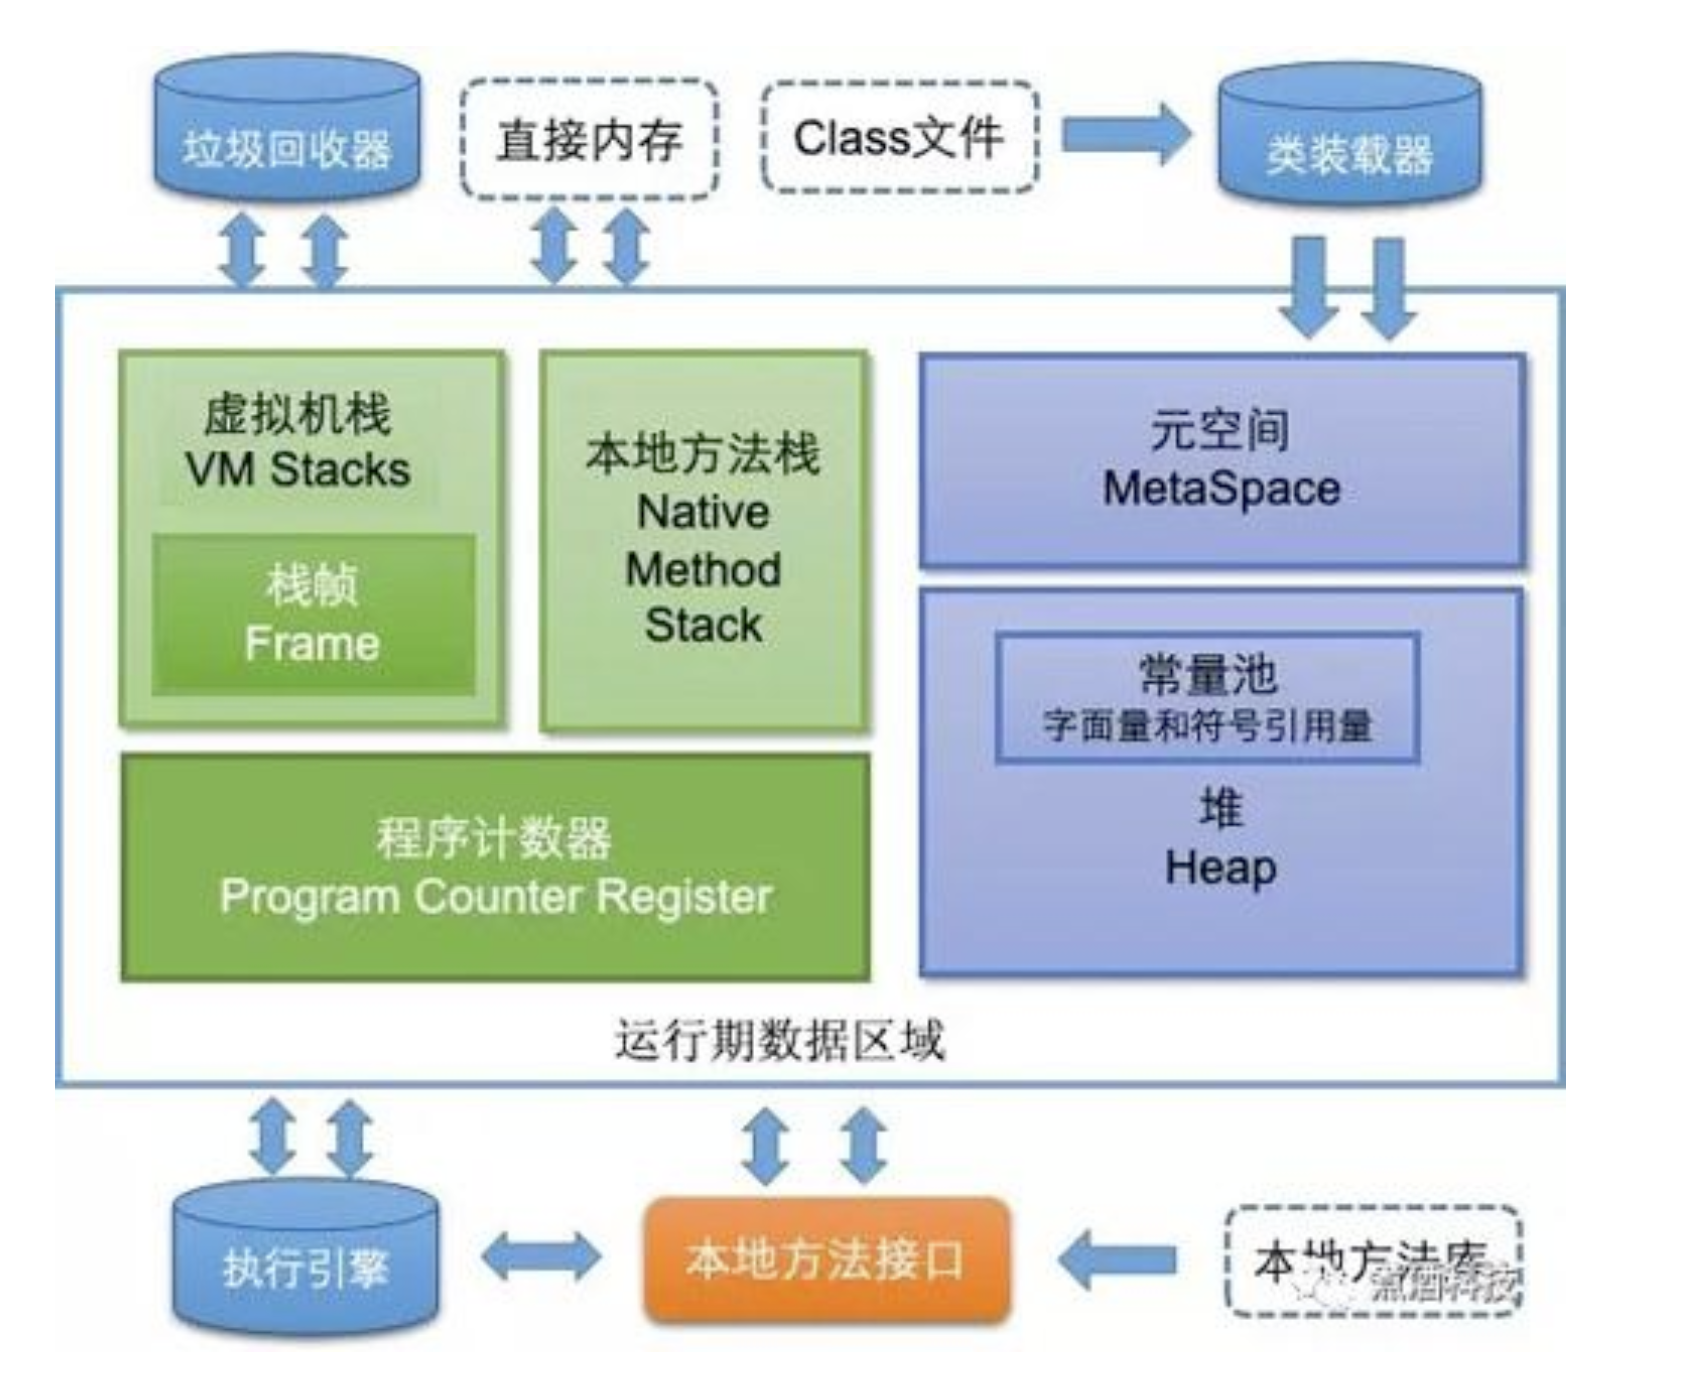 垃圾回收器
直接内存
Class文件
类装载器
虚拟机栈
VM Stacks
栈帧
Frame
本地方法栈
Native
Method
Stack
元空间
MetaSpace
常量池
字面量和符号引用量
堆
Heap
程序计数器
Program Counter Register
运行期数据区域
执行引擎
本地方法接口
本地方法库